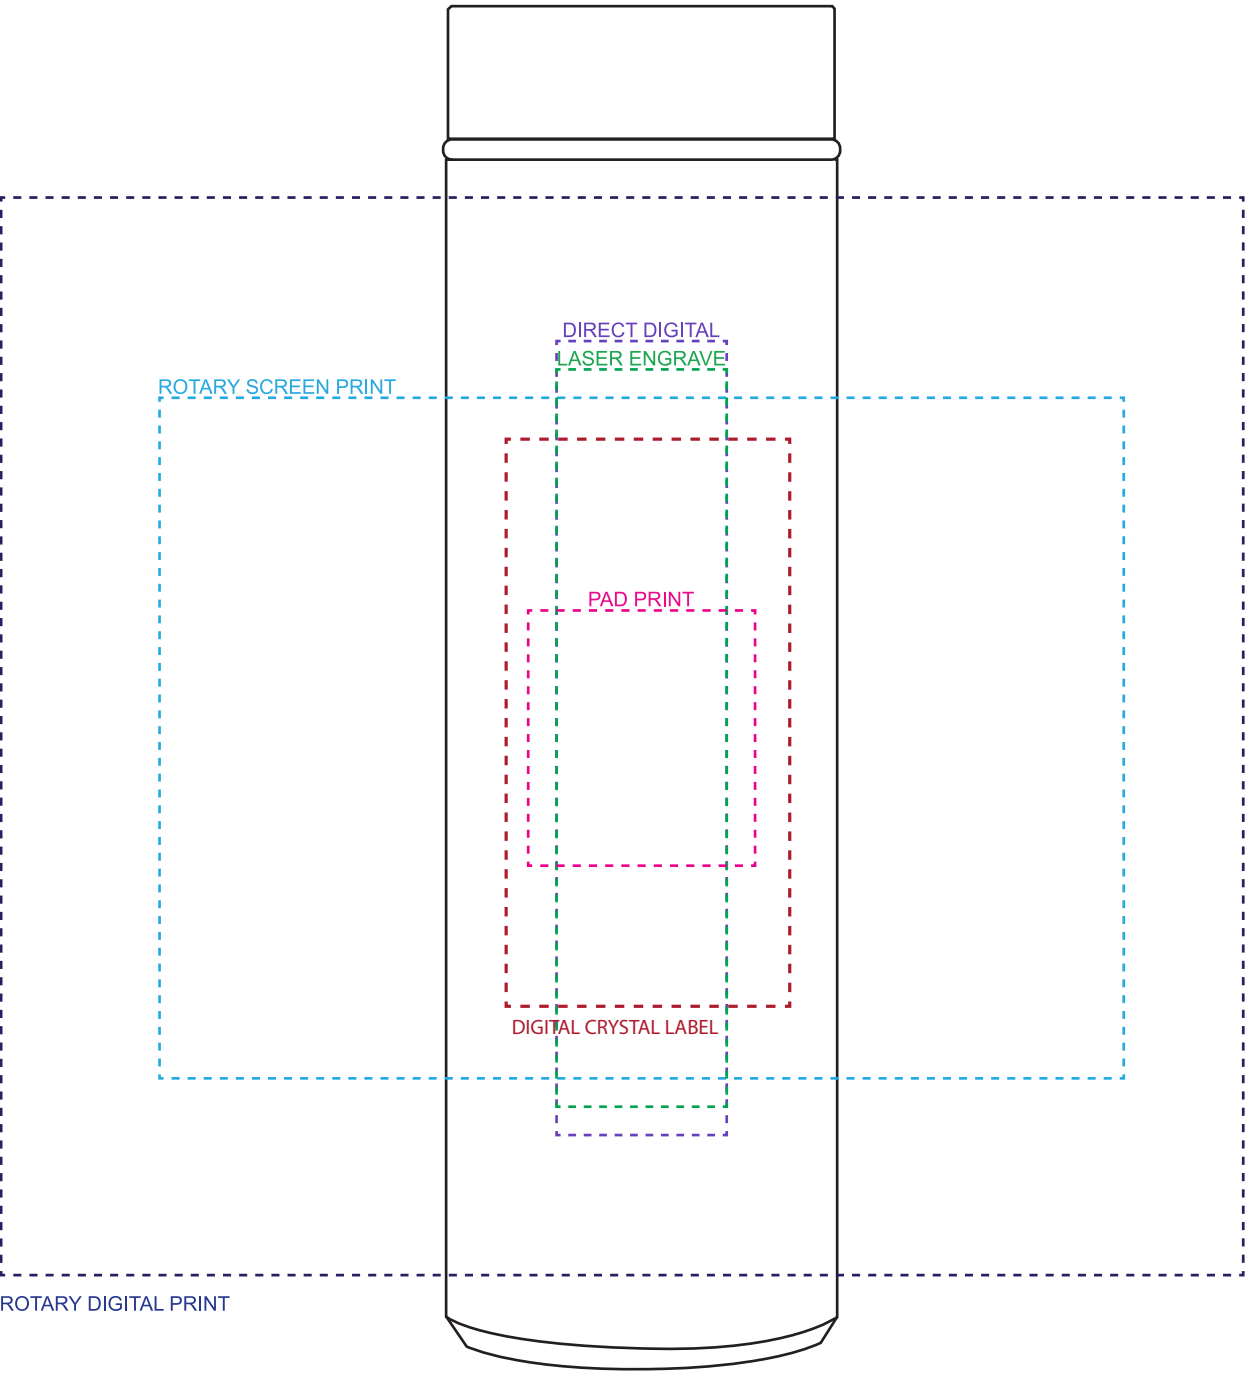 DIRECT DIGITAL
LASER ENGRAVE
ROTARY SCREEN PRINT
PAD PRINT
DIGITAL CRYSTAL LABEL
ROTARY DIGITAL PRINT